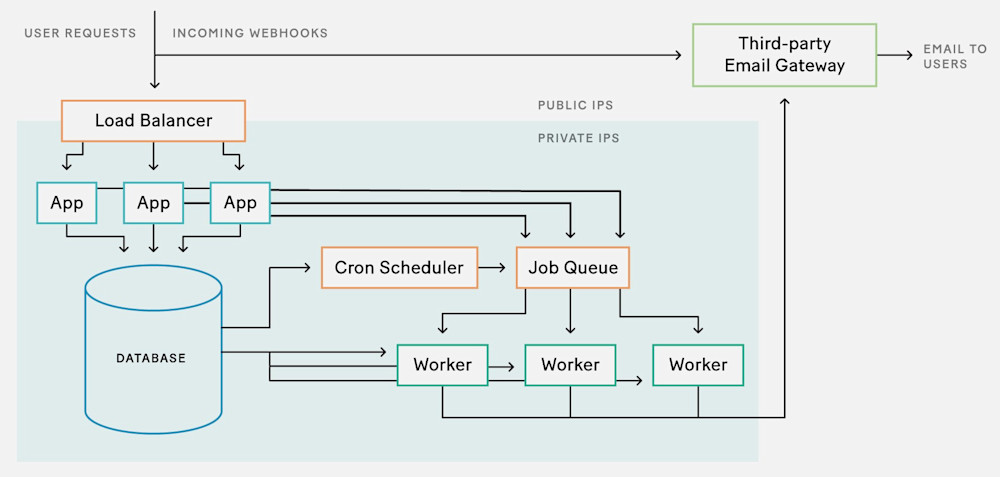 USER REQUESTS
INCOMING WEBHOOKS
Third-party
Email Gateway
EMAIL TO
USERS
PUBLIC IPS
Load Balancer
PRIVATE IPS
App
App
App
Cron Scheduler
Job Queue
DATABASE
Worker
Worker
Worker